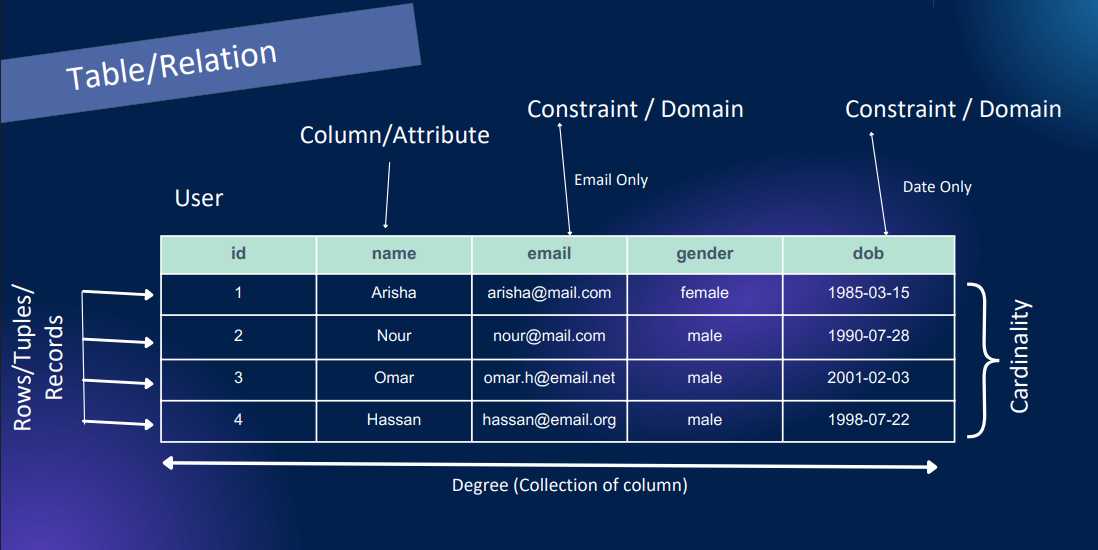 Table/Relation
Constraint / Domain
Constraint / Domain
Column/Attribute
Email Only
Date Only
User
id name email gender dob
1 Arisha arisha@mail.com female 1985-03-15
2 Nour nour@mail.com male 1990-07-28
3 Omar omar.h@email.net male 2001-02-03
4 Hassan hassan@email.org male 1998-07-22
Rows/Tuples/
Records
Cardinality
Degree (Collection of column)